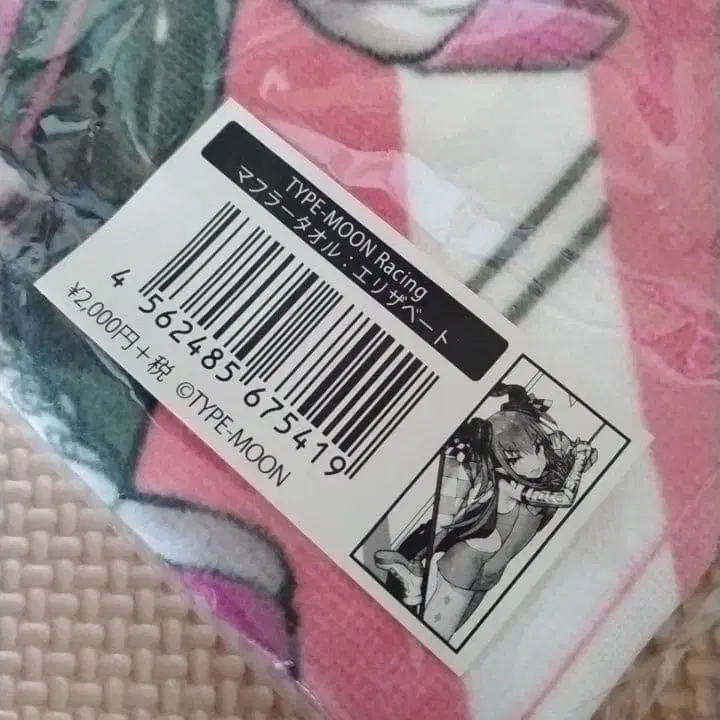 TYPE-MOON Racing
マフラータオル：エリザベート
4 562485 675419
¥2,000円＋税 ©TYPE-MOON